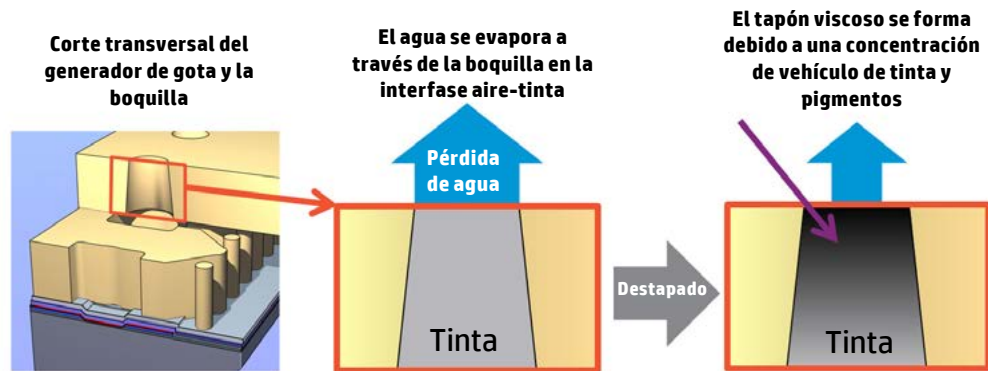 Corte transversal del
generador de gota y la
boquilla
El agua se evapora a
través de la boquilla en la
interfase aire-tinta
El tapón viscoso se forma
debido a una concentración
de vehículo de tinta y
pigmentos
Pérdida
de agua
Tinta
Destapado
Tinta